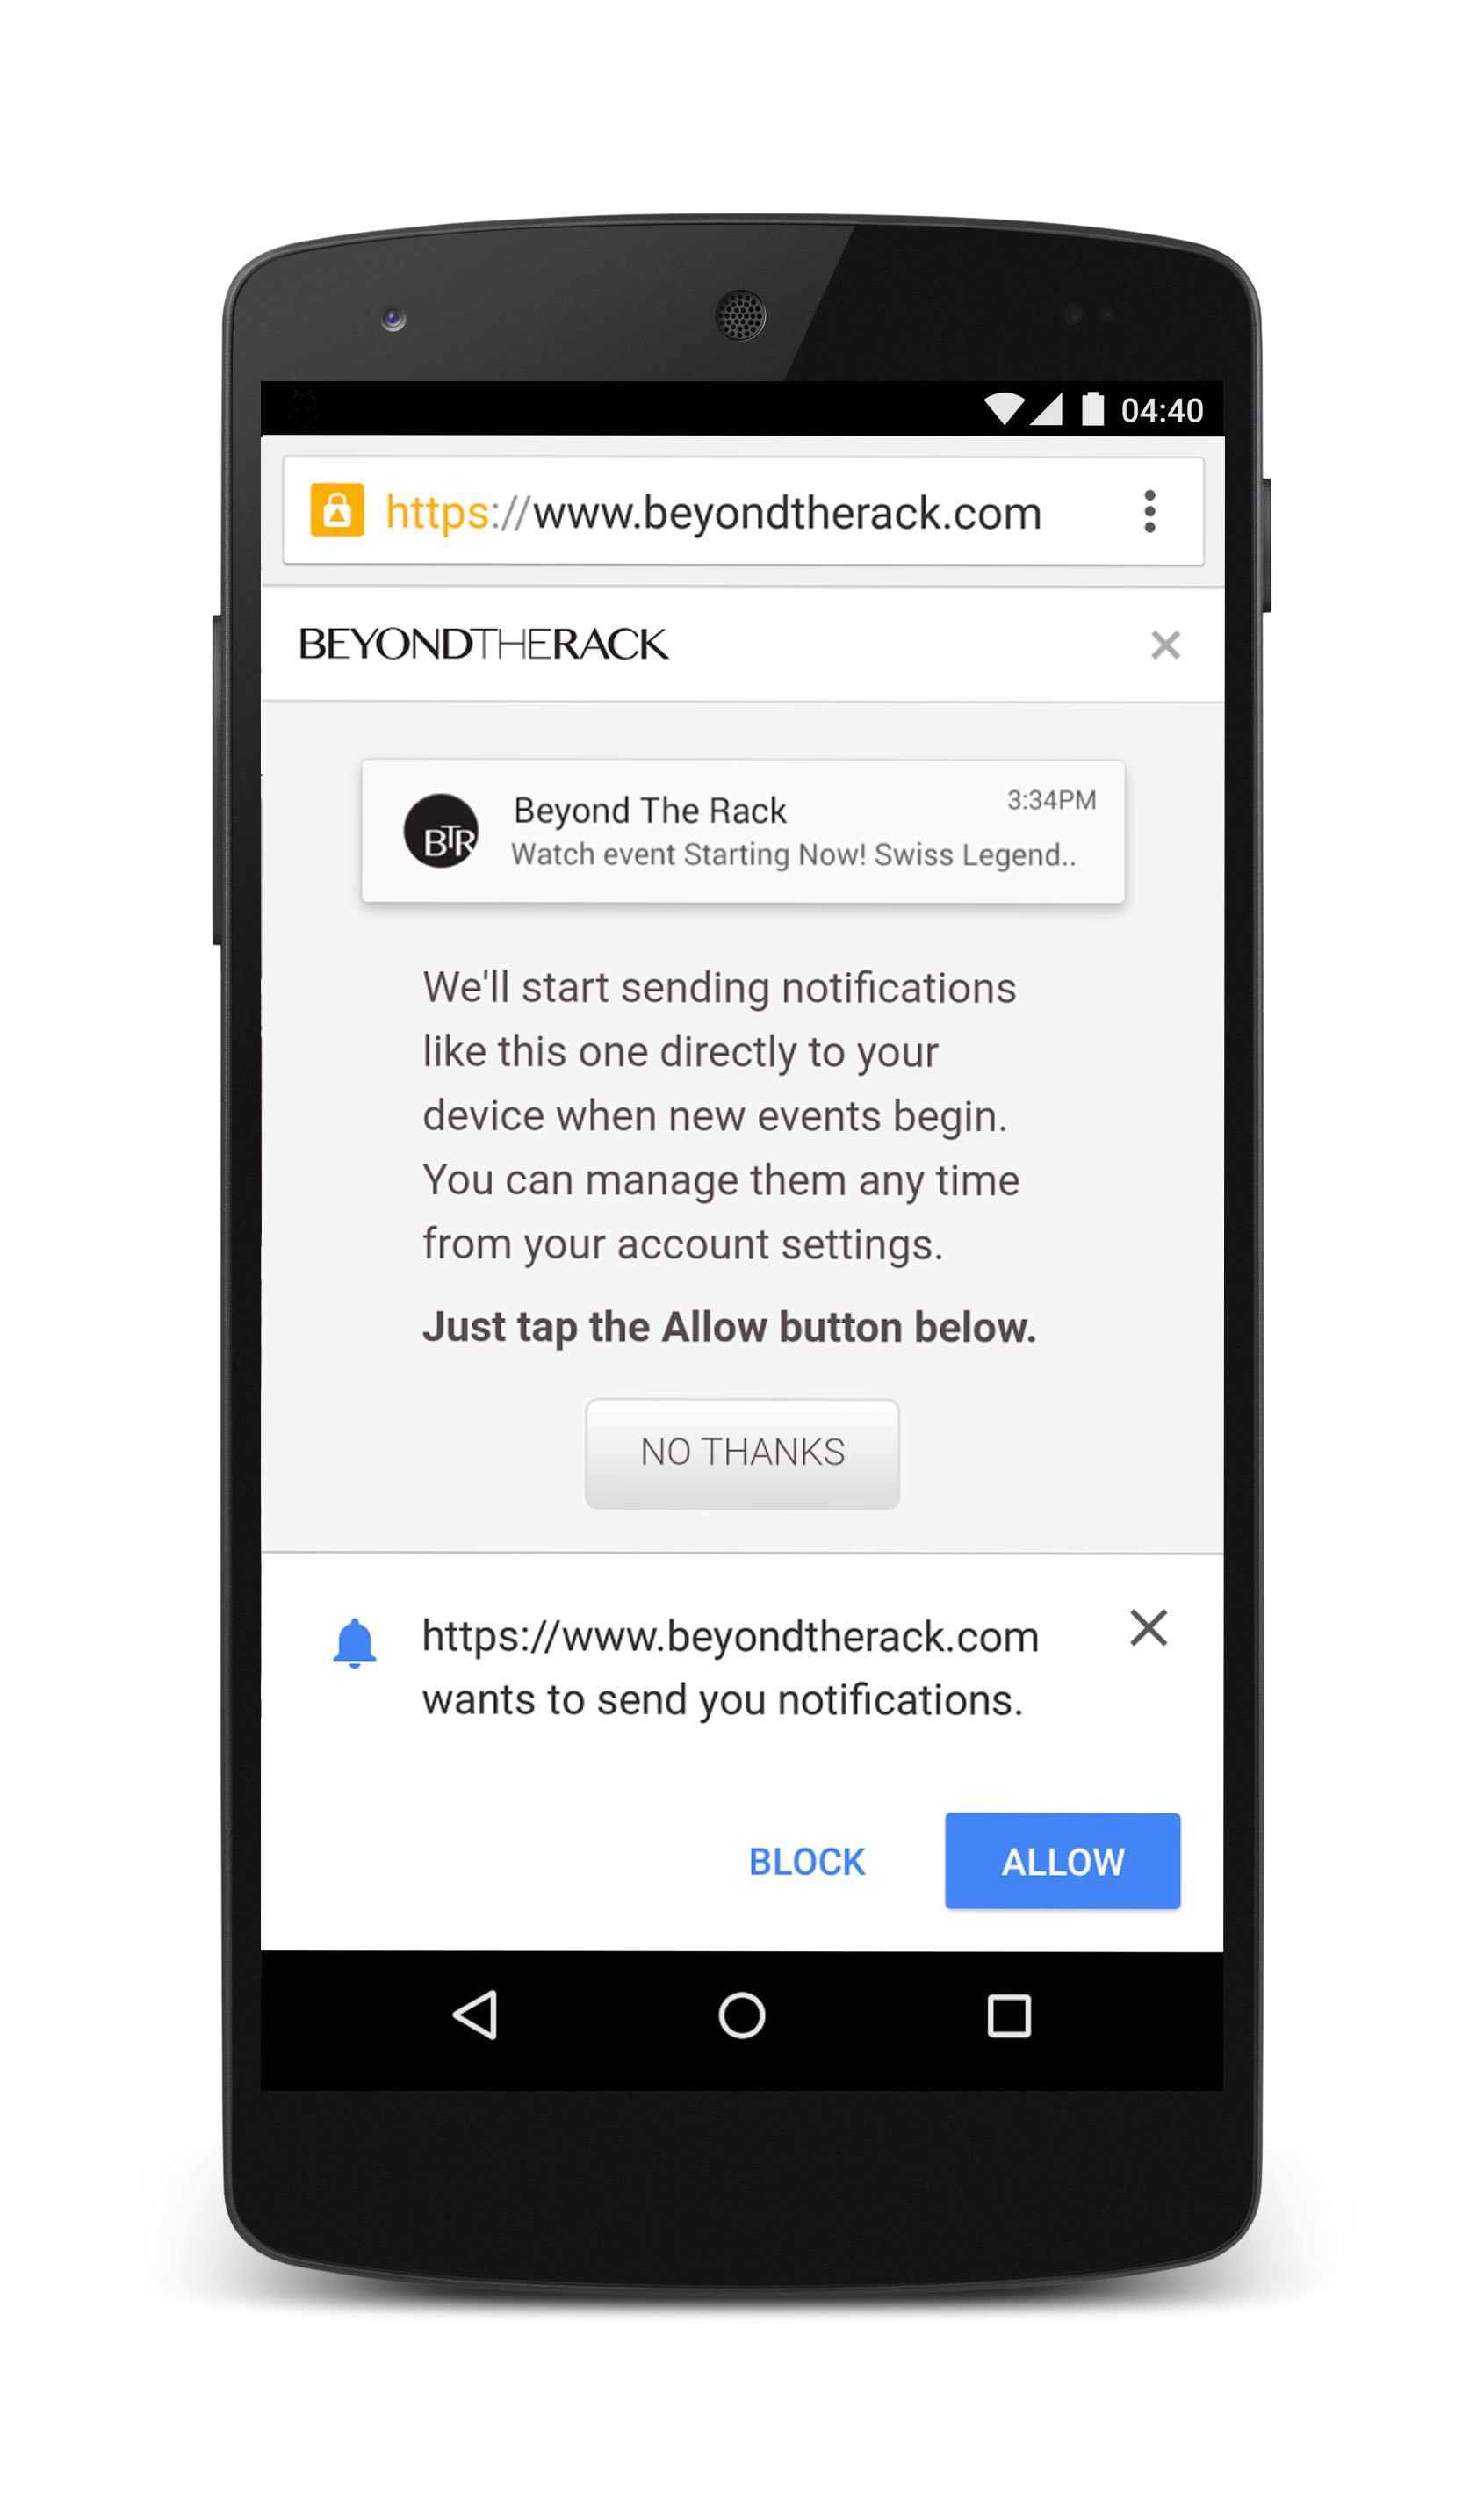 04:40
https://www.beyondtherack.com
BEYONDTHERACK
BTR
Beyond The Rack
3:34PM
Watch event Starting Now! Swiss Legend..
We'll start sending notifications
like this one directly to your
device when new events begin.
You can manage them any time
from your account settings.
Just tap the Allow button below.
NO THANKS
https://www.beyondtherack.com
wants to send you notifications.
BLOCK
ALLOW